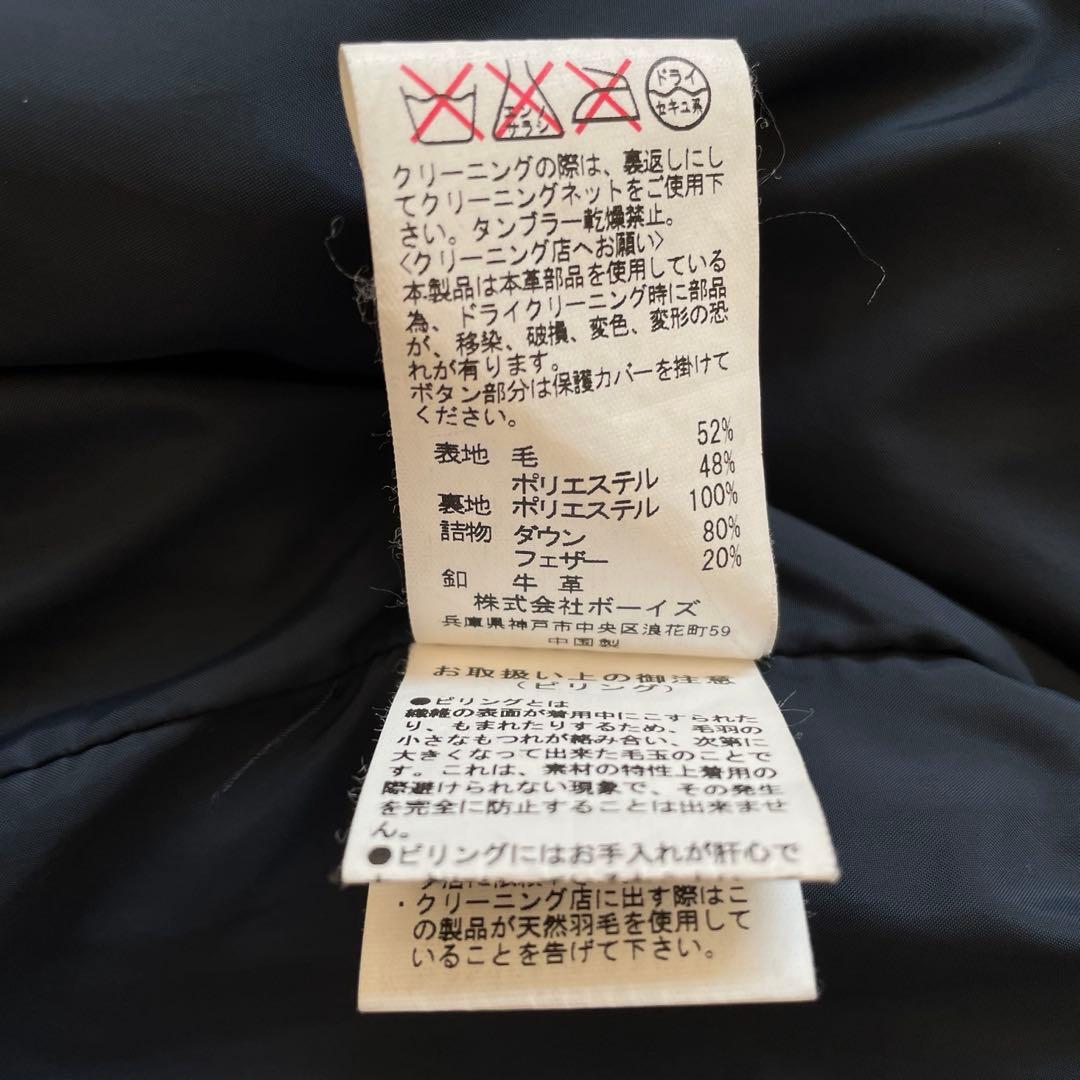 エンソ
サラシ
ドライ
セキユ系
クリーニングの際は、裏返しにし
てクリーニングネットをご使用下
さい。タンブラー乾燥禁止。
〈クリーニング店へお願い〉
本製品は本革部品を使用している
為、ドライクリーニング時に部品
が、移染、破損、変色、変形の恐
れが有ります。
ボタン部分は保護カバーを掛けて
ください。
表地 毛 52%
ポリエステル 48%
裏地 ポリエステル 100%
詰物 ダウン 80%
フェザー 20%
釦 牛革
株式会社ボーイズ
兵庫県神戸市中央区浪花町59
中国製
お取扱い上の御注意
(ピリング)
●ピリングとは
繊維の表面が着用中にこすられた
り、もまれたりするため、毛羽の
小さなもつれが絡み合い、次第に
大きくなって出来た毛玉のことで
す。これは、素材の特性上着用の
際避けられない現象で、その発生
を完全に防止することは出来ませ
ん。
●ピリングにはお手入れが肝心で
・クリーニング店に出す際はこ
の製品が天然羽毛を使用して
いることを告げて下さい。